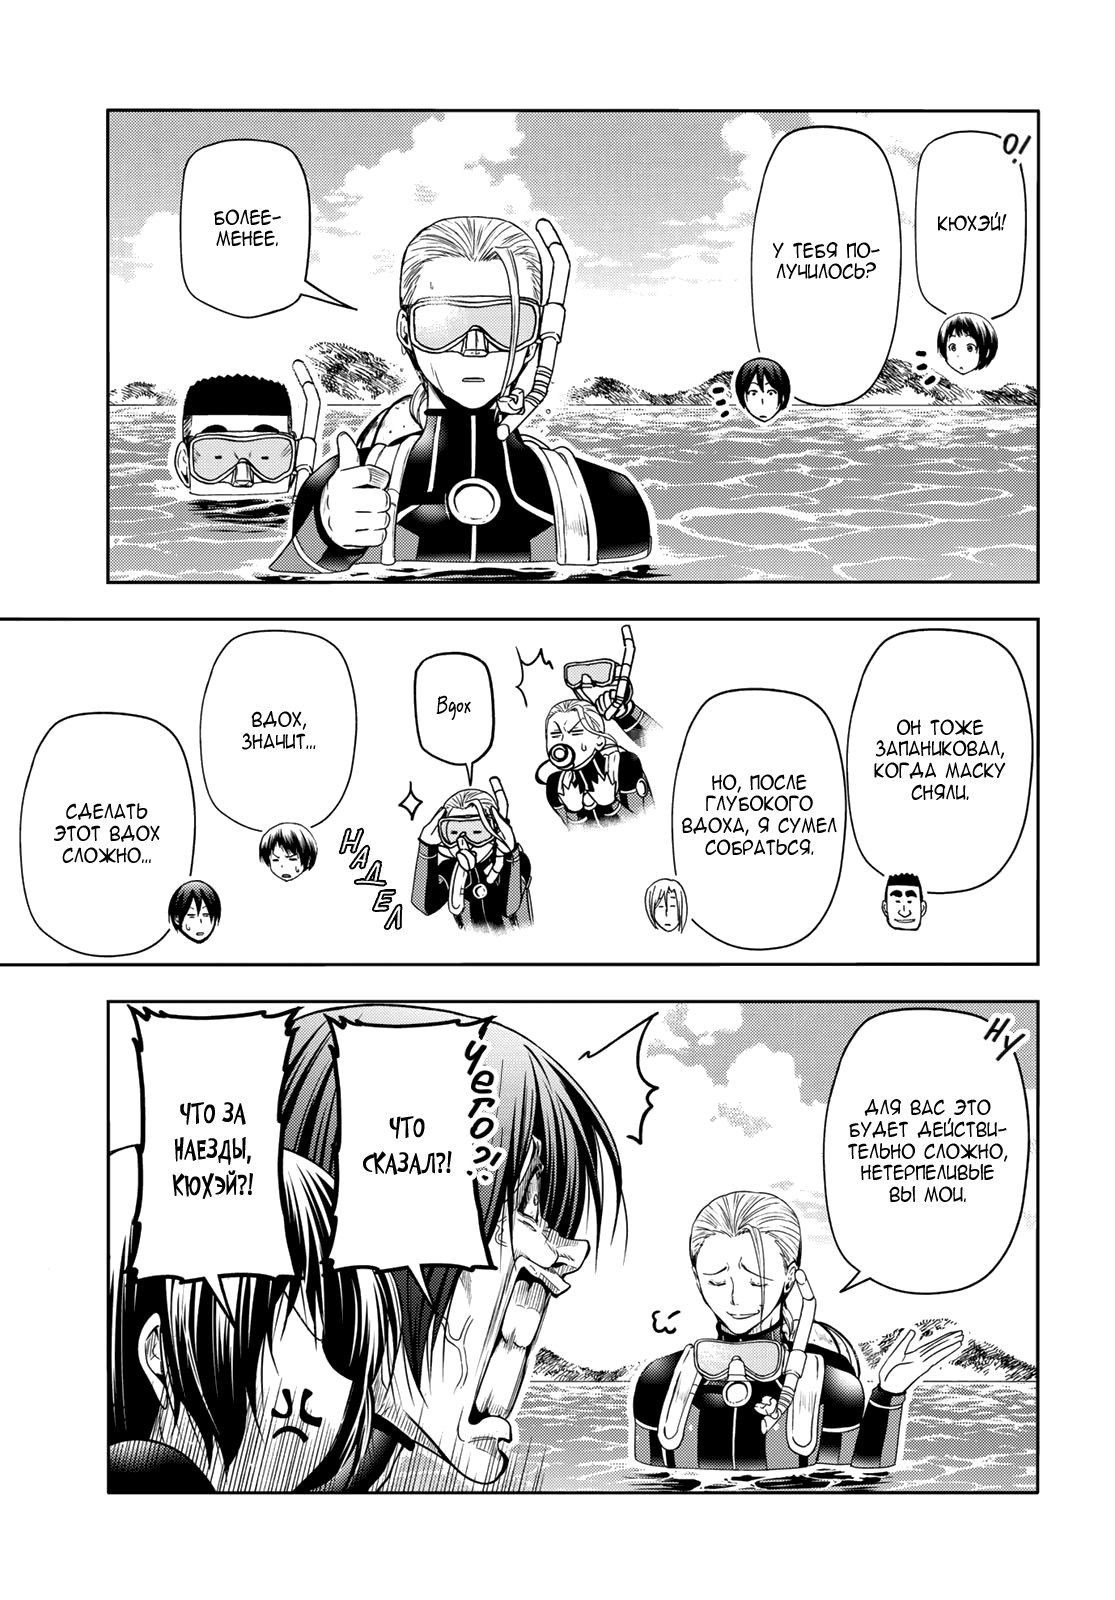 О!
КЮХЭЙ!
У ТЕБЯ ПО-
ЛУЧИЛОСЬ?
БОЛЕЕ-
МЕНЕЕ.
ОН ТОЖЕ
ЗАПАНИКОВАЛ,
КОГДА МАСКУ
СНЯЛИ.
НО, ПОСЛЕ
ГЛУБОКОГО
ВДОХА, Я СУМЕЛ
СОБРАТЬСЯ.
Вдох
НАДЕЛ
ВДОХ,
ЗНАЧИТ...
СДЕЛАТЬ
ЭТОТ ВДОХ
СЛОЖНО...
НУ
ДЛЯ ВАС ЭТО
БУДЕТ ДЕЙСТВИ-
ТЕЛЬНО СЛОЖНО,
НЕТЕРПЕЛИВЫЕ
ВЫ МОИ.
ЧЕГО?!
ЧТО
СКАЗАЛ?!
ЧТО ЗА
НАЕЗДЫ,
КЮХЭЙ?!